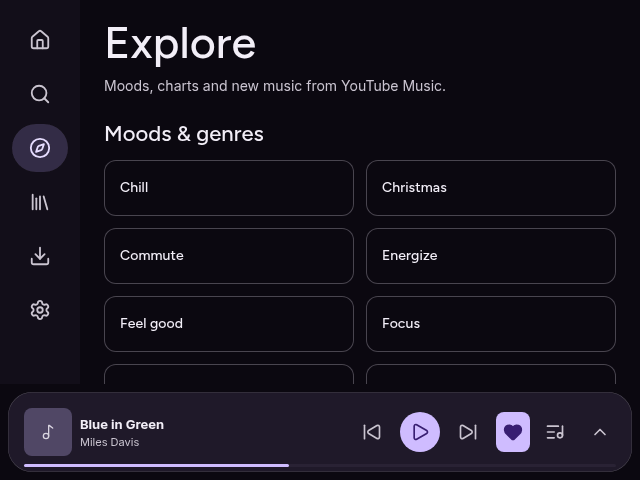 Explore
Moods, charts and new music from YouTube Music.
Moods & genres
Chill
Christmas
Commute
Energize
Feel good
Focus
Blue in Green
Miles Davis